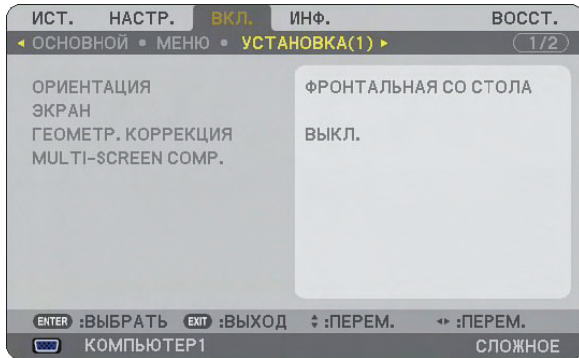 ИСТ. НАСТР. ВКЛ. ИНФ. ВОССТ.
ОСНОВНОЙ • МЕНЮ • УСТАНОВКА(1) 1/2
ОРИЕНТАЦИЯ ФРОНТАЛЬНАЯ СО СТОЛА
ЭКРАН
ГЕОМЕТР. КОРРЕКЦИЯ ВЫКЛ.
MULTI-SCREEN COMP.
ENTER :ВЫБРАТЬ EXIT :ВЫХОД :ПЕРЕМ. :ПЕРЕМ.
КОМПЬЮТЕР1 СЛОЖНОЕ